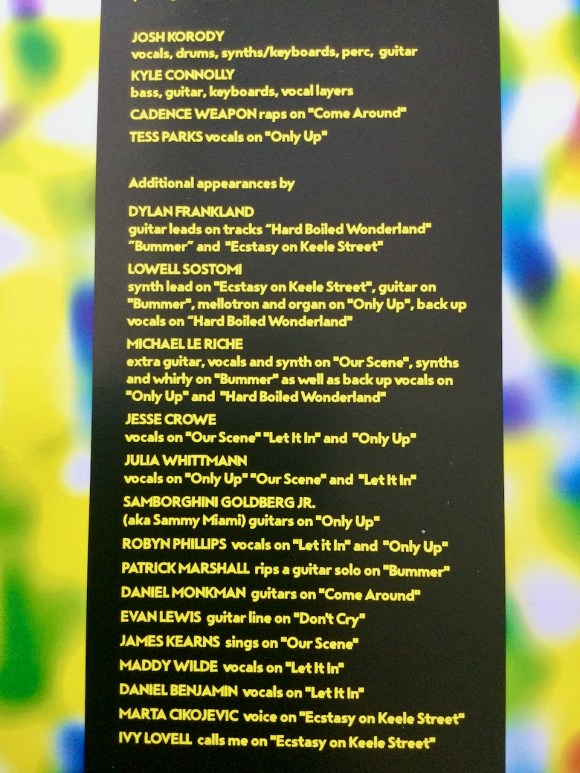 JOSH KORODY
vocals, drums, synths/keyboards, perc, guitar
KYLE CONNOLLY
bass, guitar, keyboards, vocal layers
CADENCE WEAPON raps on "Come Around"
TESS PARKS vocals on "Only Up"
Additional appearances by
DYLAN FRANKLAND
guitar leads on tracks “Hard Boiled Wonderland"
“Bummer” and "Ecstasy on Keele Street"
LOWELL SOSTOMI
synth lead on "Ecstasy on Keele Street", guitar on
"Bummer", mellotron and organ on "Only Up", back up
vocals on “Hard Boiled Wonderland"
MICHAEL LE RICHE
extra guitar, vocals and synth on "Our Scene", synths
and whirly on "Bummer" as well as back up vocals on
"Only Up" and "Hard Boiled Wonderland"
JESSE CROWE
vocals on "Our Scene" "Let It In" and "Only Up"
JULIA WHITTMANN
vocals on "Only Up" "Our Scene" and "Let It In"
SAMBORGHINI GOLDBERG JR.
(aka Sammy Miami) guitars on "Only Up"
ROBYN PHILLIPS vocals on "Let it In" and "Only Up"
PATRICK MARSHALL rips a guitar solo on "Bummer"
DANIEL MONKMAN guitars on "Come Around"
EVAN LEWIS guitar line on "Don't Cry"
JAMES KEARNS sings on "Our Scene"
MADDY WILDE vocals on "Let It In"
DANIEL BENJAMIN vocals on "Let It In"
MARTA CIKOJEVIC voice on "Ecstasy on Keele Street"
IVY LOVELL calls me on "Ecstasy on Keele Street"